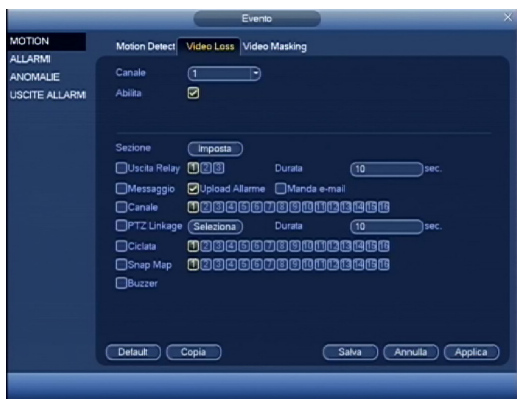 Evento X
MOTION
ALLARMI
ANOMALIE
USCITE ALLARMI
Motion Detect Video Loss Video Masking
Canale 1
Abilita
Sezione Imposta
Uscita Relay 1 2 3 Durata 10 sec.
Messaggio Upload Allarme Manda e-mail
Canale 1 2 3 4 5 6 7 8 9 10 11 12 13 14 15 16
PTZ Linkage Seleziona Durata 10 sec.
Ciclata 1 2 3 4 5 6 7 8 9 10 11 12 13 14 15 16
Snap Map 1 2 3 4 5 6 7 8 9 10 11 12 13 14 15 16
Buzzer
Default Copia Salva Annulla Applica